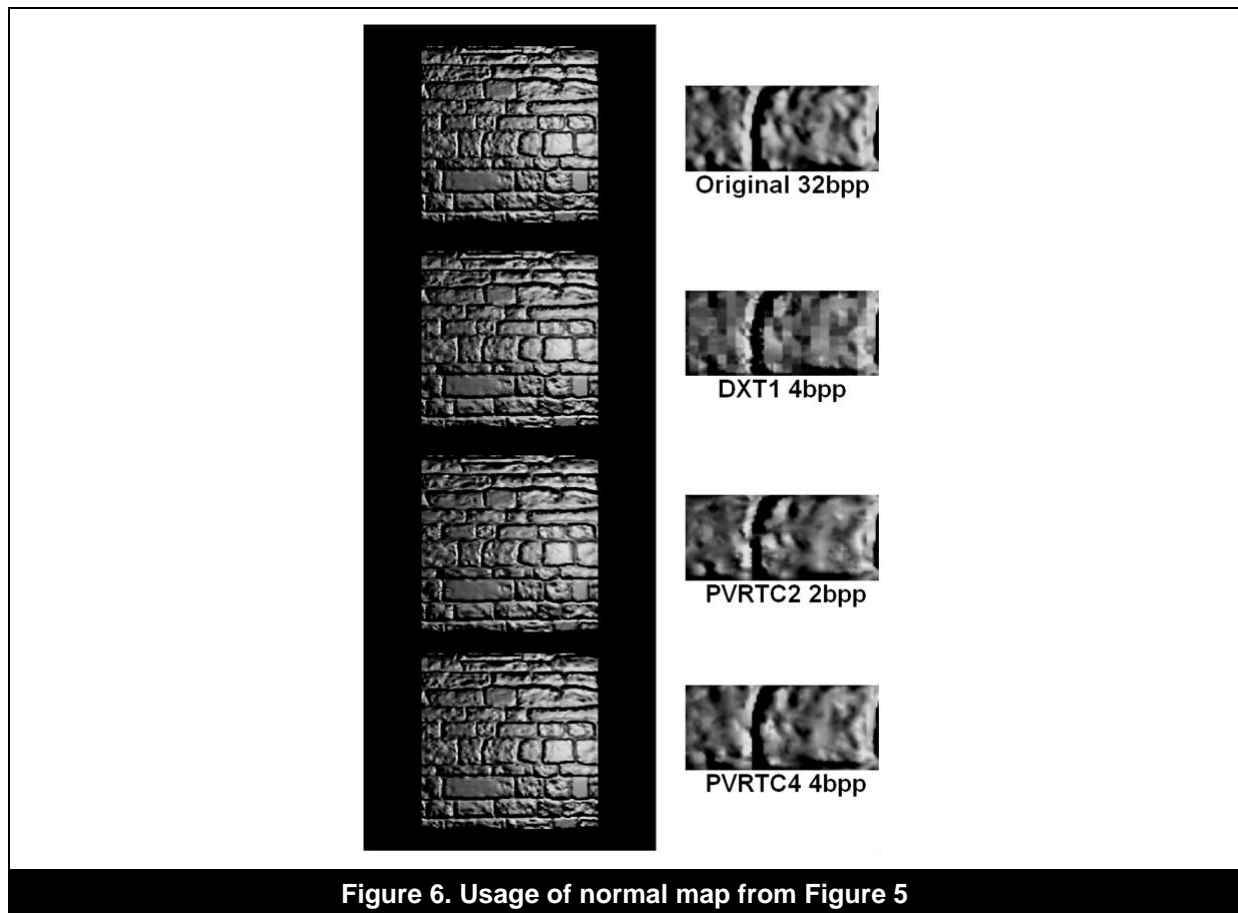 Original 32bpp
DXT1 4bpp
PVRTC2 2bpp
PVRTC4 4bpp
Figure 6. Usage of normal map from Figure 5